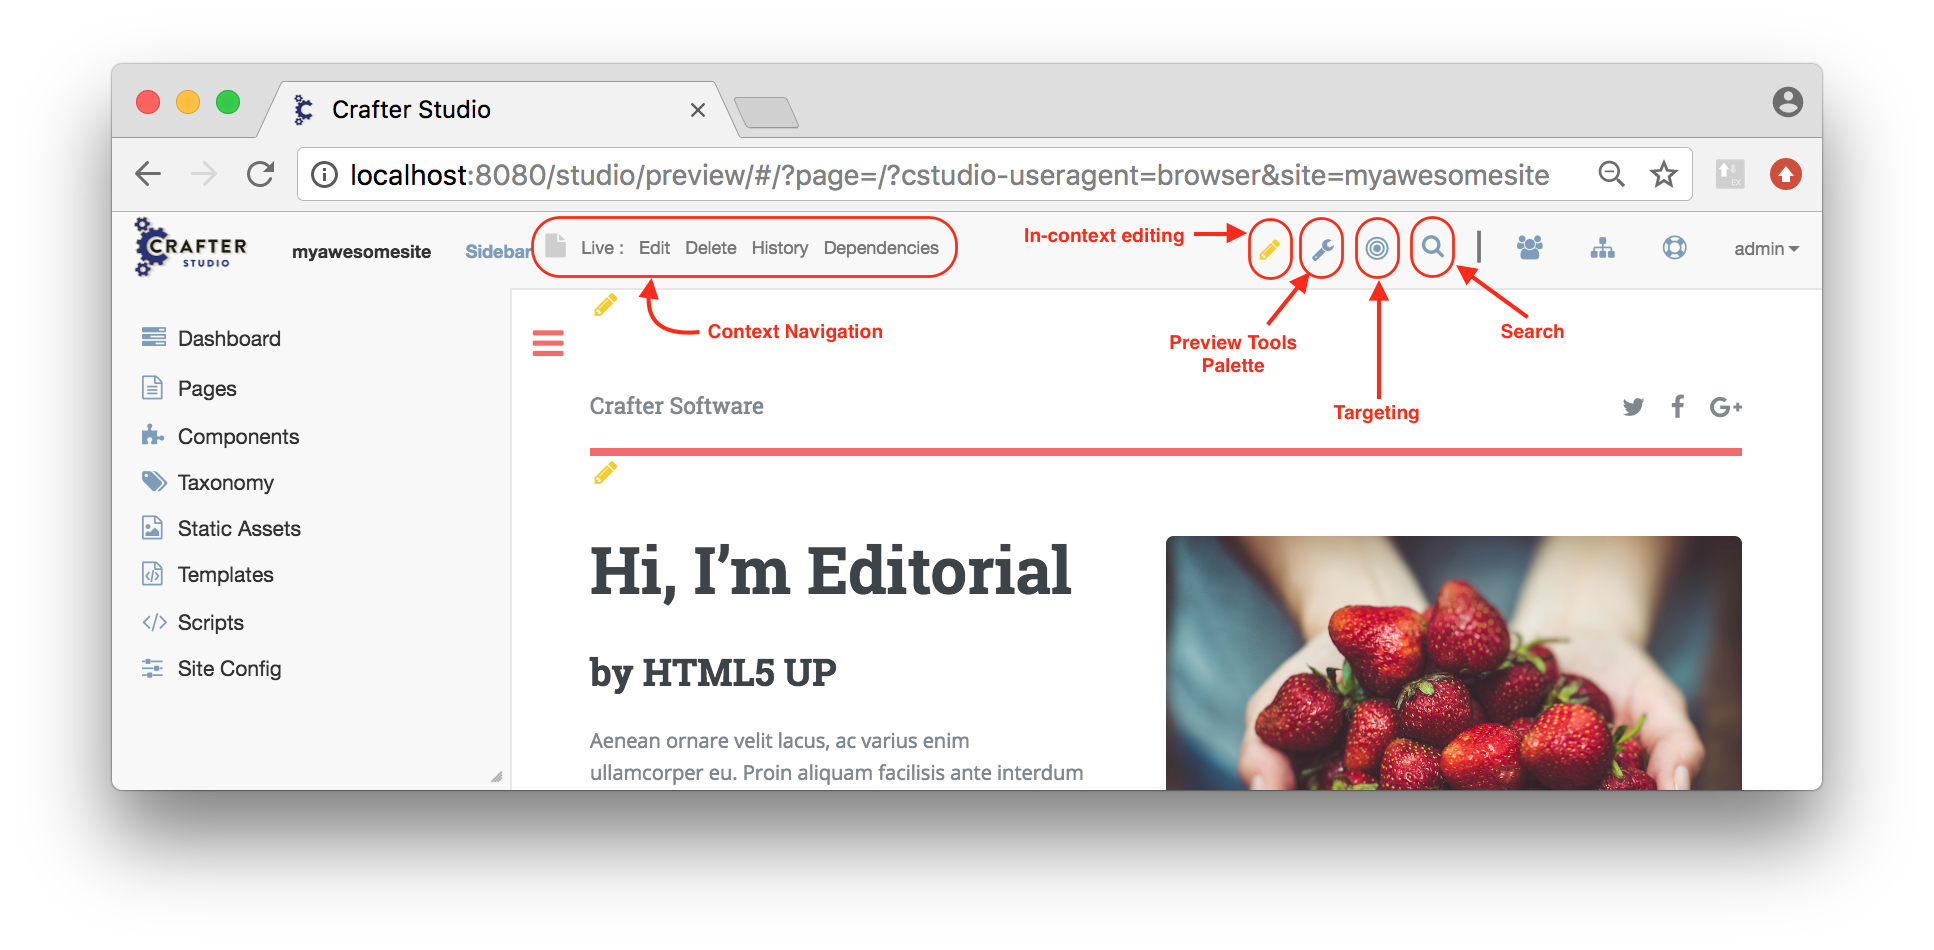 Crafter Studio
localhost:8080/studio/preview/#/?page=/?cstudio-useragent=browser&site=myawesomesite
EX
CRAFTER
STUDIO
myawesomesite
Sidebar
Live : Edit Delete History Dependencies
In-context editing
admin
Context Navigation
Preview Tools
Palette
Search
Targeting
Dashboard
Pages
Components
Taxonomy
Static Assets
Templates
Scripts
Site Config
Crafter Software
Hi, I’m Editorial
by HTML5 UP
Aenean ornare velit lacus, ac varius enim
ullamcorper eu. Proin aliquam facilisis ante interdum